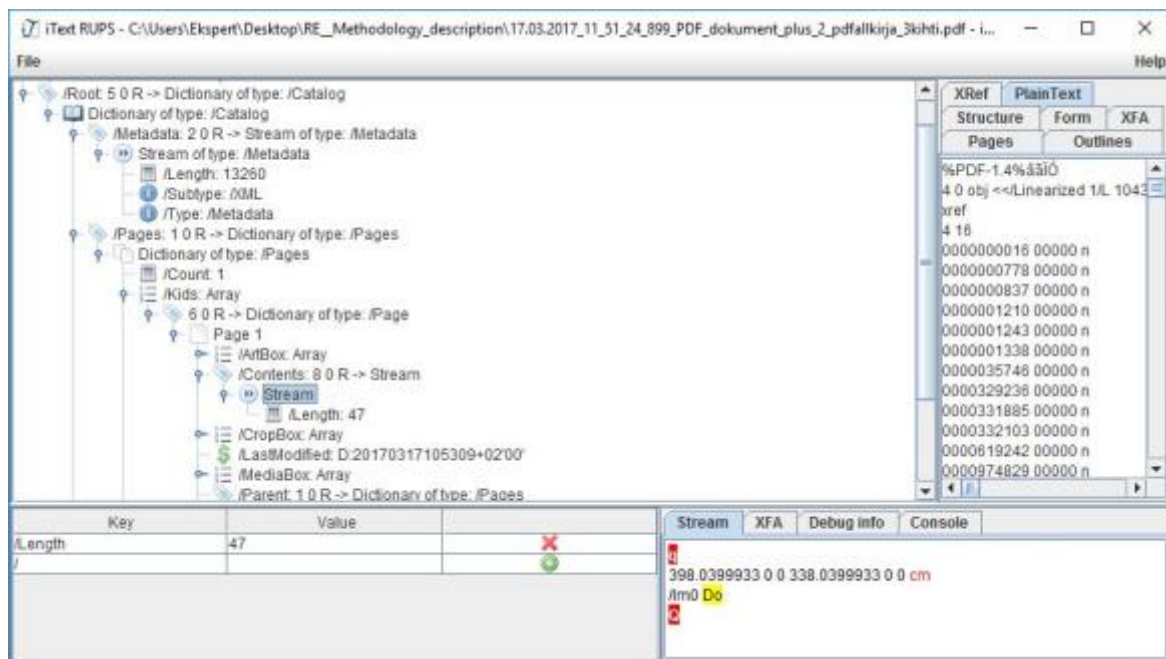 iText RUPS - C:\Users\Ekspert\Desktop\RE__Methodology_description\17.03.2017_11_51_24_899_PDF_dokument_plus_2_pdfallkirja_3kihti.pdf - i...
File Help
/Root: 5 0 R -> Dictionary of type: /Catalog
Dictionary of type: /Catalog
/Metadata: 2 0 R -> Stream of type: /Metadata
Stream of type: /Metadata
/Length: 13260
/Subtype: /XML
/Type: /Metadata
/Pages: 1 0 R -> Dictionary of type: /Pages
Dictionary of type: /Pages
/Count: 1
/Kids: Array
6 0 R -> Dictionary of type: /Page
Page 1
/ArtBox: Array
/Contents: 8 0 R -> Stream
Stream
/Length: 47
/CropBox: Array
/LastModified: D:20170317105309+02'00'
/MediaBox: Array
/Parent: 1 0 R -> Dictionary of type: /Pages
XRef PlainText
Structure Form XFA
Pages Outlines
%PDF-1.4%âãÏÓ
4 0 obj <</Linearized 1/L 1043
xref
4 16
0000000016 00000 n
0000000778 00000 n
0000000837 00000 n
0000001210 00000 n
0000001243 00000 n
0000001338 00000 n
0000035746 00000 n
0000329236 00000 n
0000331885 00000 n
0000332103 00000 n
0000619242 00000 n
0000974829 00000 n
Key Value
/Length 47
/
Stream XFA Debug info Console
q
398.0399933 0 0 338.0399933 0 0 cm
/Im0 Do
Q